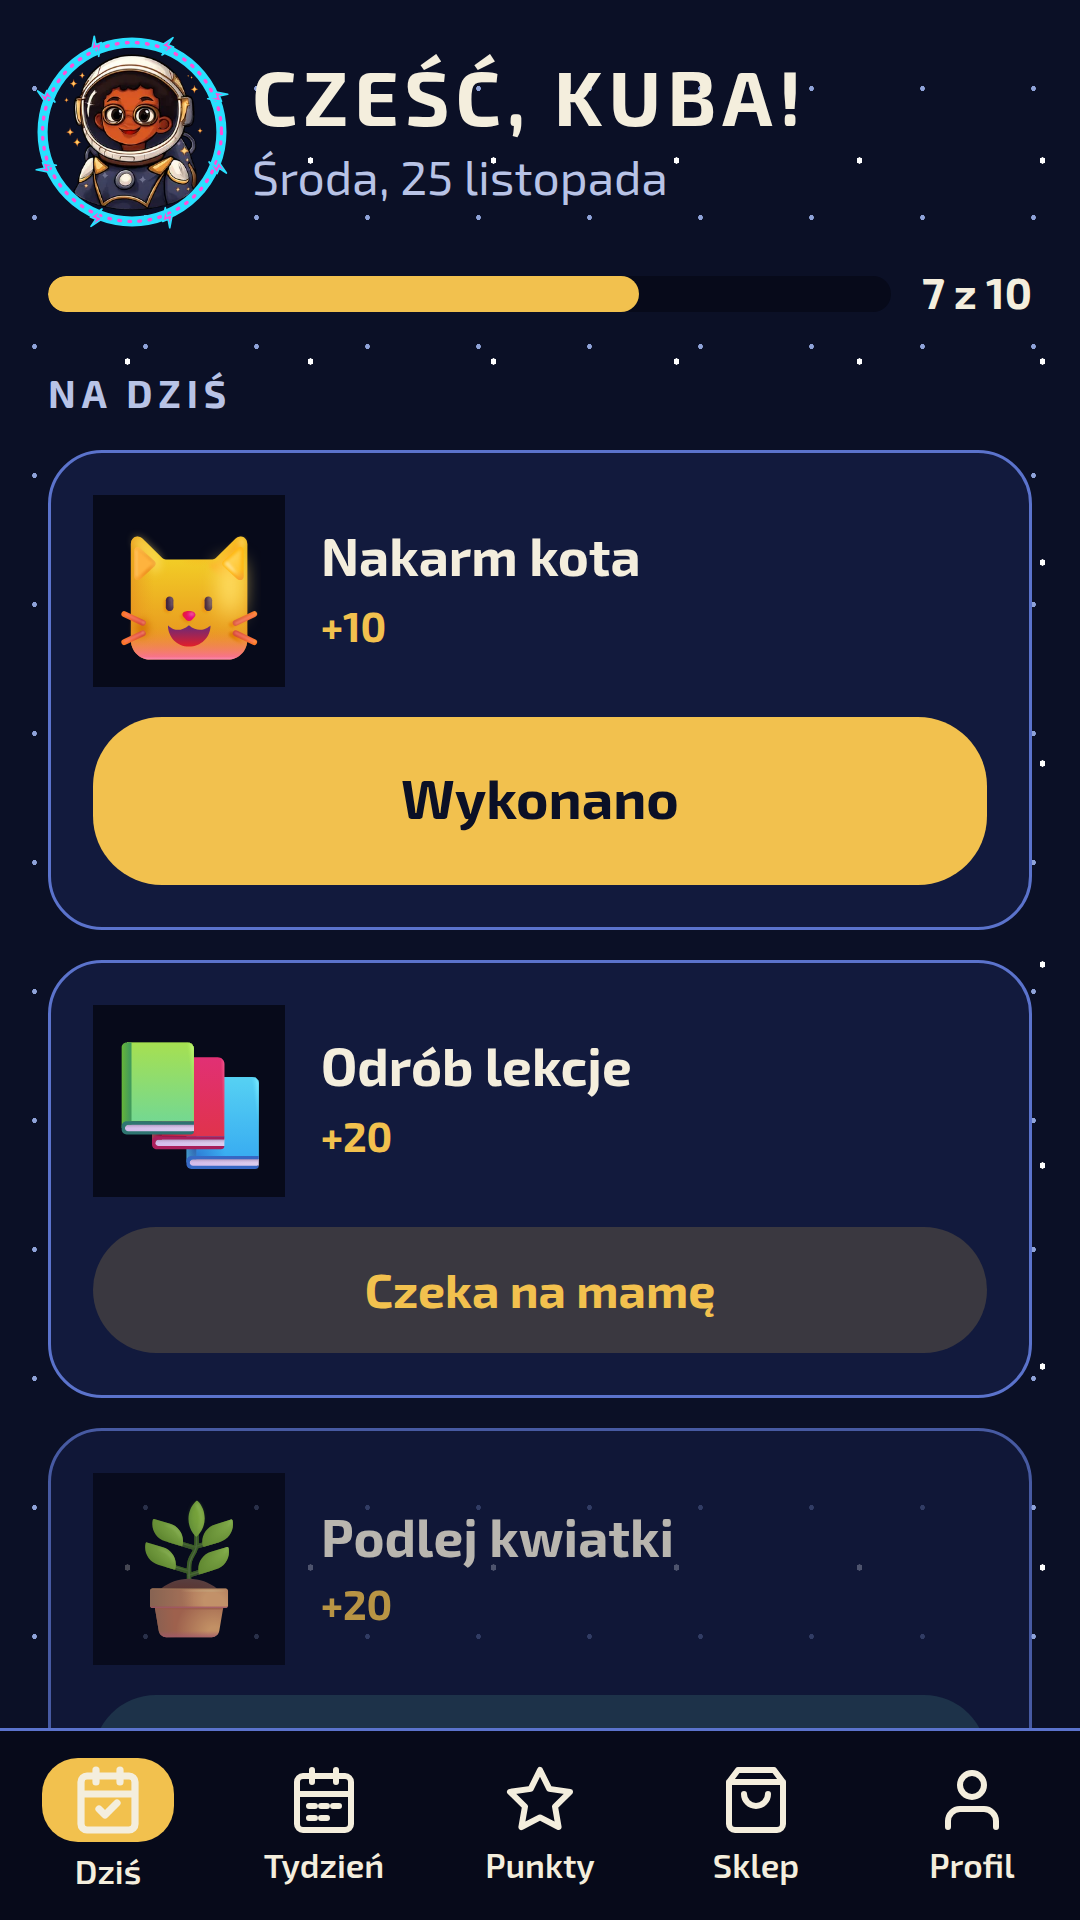 CZEŚĆ, KUBA!
Środa, 25 listopada
7 z 10
NA DZIŚ
Nakarm kota
+10
Wykonano
Odrób lekcje
+20
Czeka na mamę
Podlej kwiatki
+20
Dziś
Tydzień
Punkty
Sklep
Profil